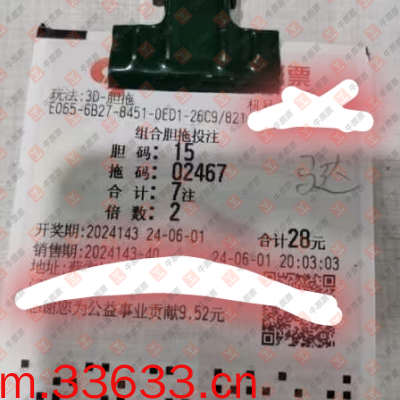 票
玩法:3D-胆拖
E065-6B27-8451-0ED1-26C9/821
组合胆拖投注
胆 码: 15
拖 码: 02467
合 计: 7注
倍 数: 2
开奖期:2024143 24-06-01 合计28元
销售期:2024143-40 24-06-01 20:03:03
地址:
感谢您为公益事业贡献9.52元
m.33633.cn